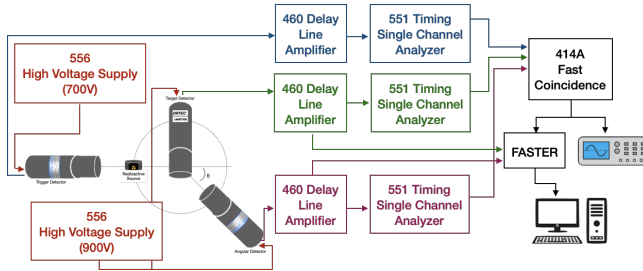 460 Delay
Line
Amplifier
551 Timing
Single Channel
Analyzer
414A
Fast
Coincidence
556
High Voltage Supply
(700V)
Target Detector
ORTEC
460 Delay
Line
Amplifier
551 Timing
Single Channel
Analyzer
FASTER
Trigger Detector
Radioactive
Source
θ
460 Delay
Line
Amplifier
551 Timing
Single Channel
Analyzer
556
High Voltage Supply
(900V)
Angular Detector